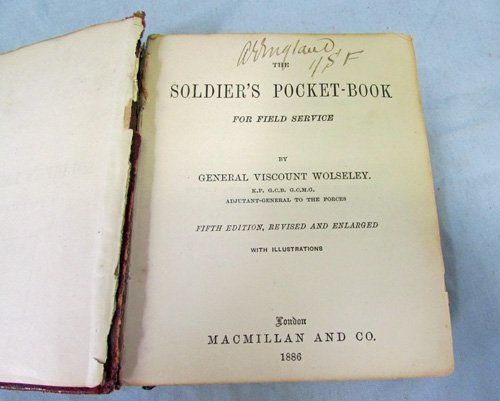 England
THE
SOLDIER'S POCKET-BOOK
FOR FIELD SERVICE
BY
GENERAL VISCOUNT WOLSELEY.
K.P. G.C.B. G.C.M.G.
ADJUTANT-GENERAL TO THE FORCES
FIFTH EDITION, REVISED AND ENLARGED
WITH ILLUSTRATIONS
London
MACMILLAN AND CO.
1886